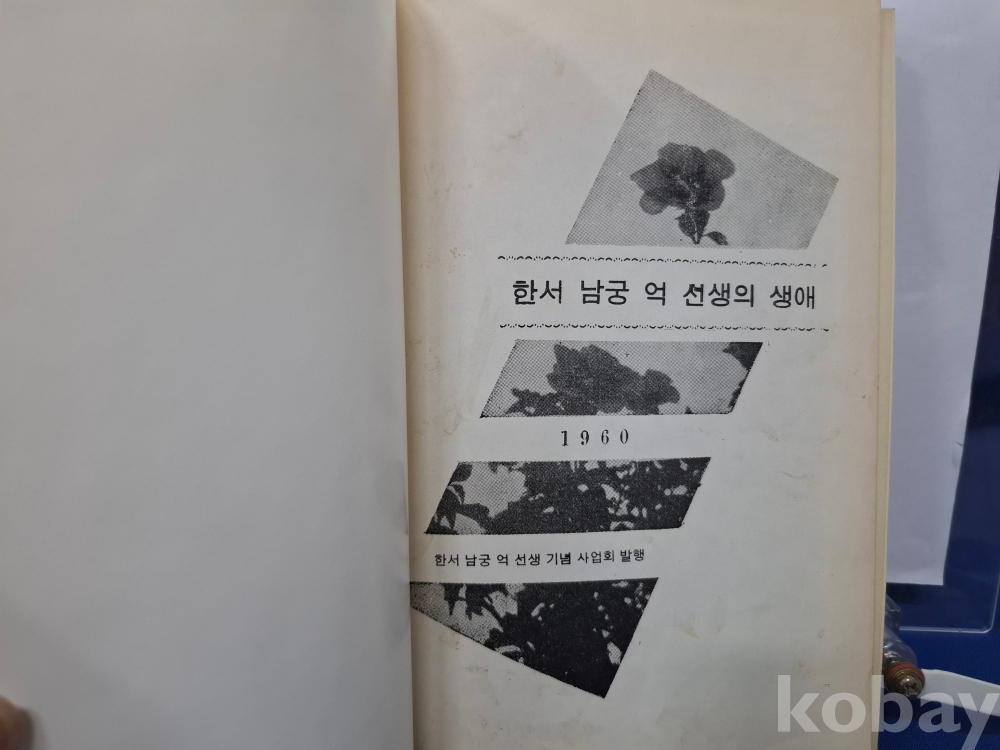 한서 남궁 억 선생의 생애
1960
한서 남궁 억 선생 기념 사업회 발행
kobay